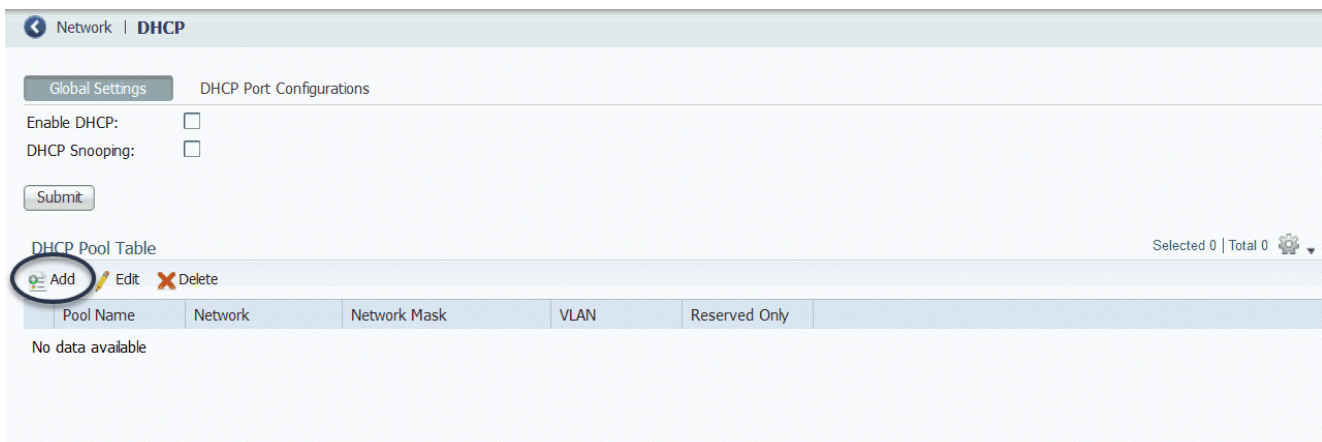 Network | DHCP
Global Settings DHCP Port Configurations
Enable DHCP:
DHCP Snooping:
Submit
DHCP Pool Table Selected 0 | Total 0
Add Edit Delete
Pool Name Network Network Mask VLAN Reserved Only
No data available